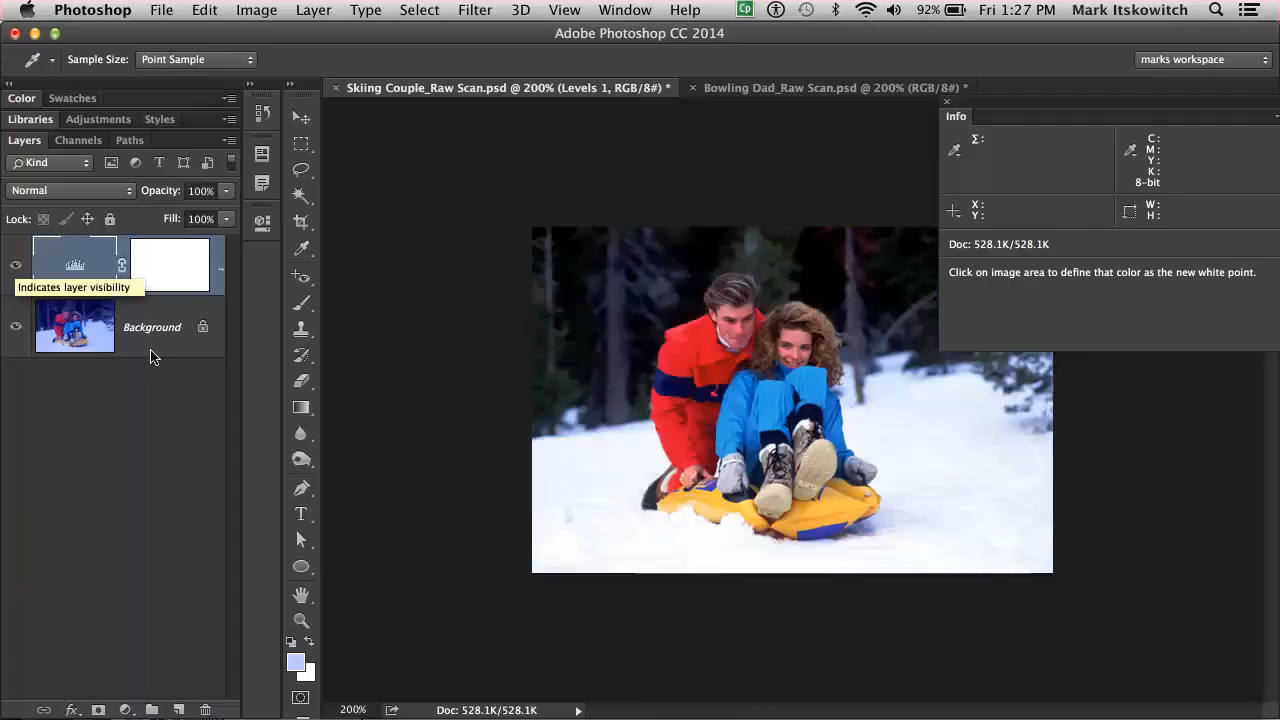 Photoshop File Edit Image Layer Type Select Filter 3D View Window Help Cp 92% Fri 1:27 PM Mark Itskowitch
Adobe Photoshop CC 2014
Sample Size: Point Sample marks workspace
Color Swatches
Skiing Couple_Raw Scan.psd @ 200% (Levels 1, RGB/8#) * Bowling Dad_Raw Scan.psd @ 200% (RGB/8#) *
Libraries Adjustments Styles
Info
Layers Channels Paths
Kind
Σ: C:
M:
Y:
K:
8-bit
Normal Opacity: 100%
Lock: Fill: 100%
X: W:
Y: H:
Doc: 528.1K/528.1K
Click on image area to define that color as the new white point.
..
Indicates layer visibility
Background
T
200% Doc: 528.1K/528.1K
fx